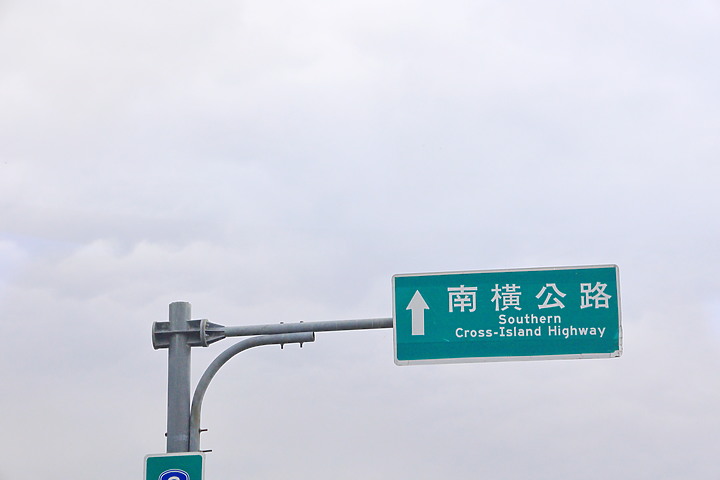 南橫公路
Southern
Cross-Island Highway